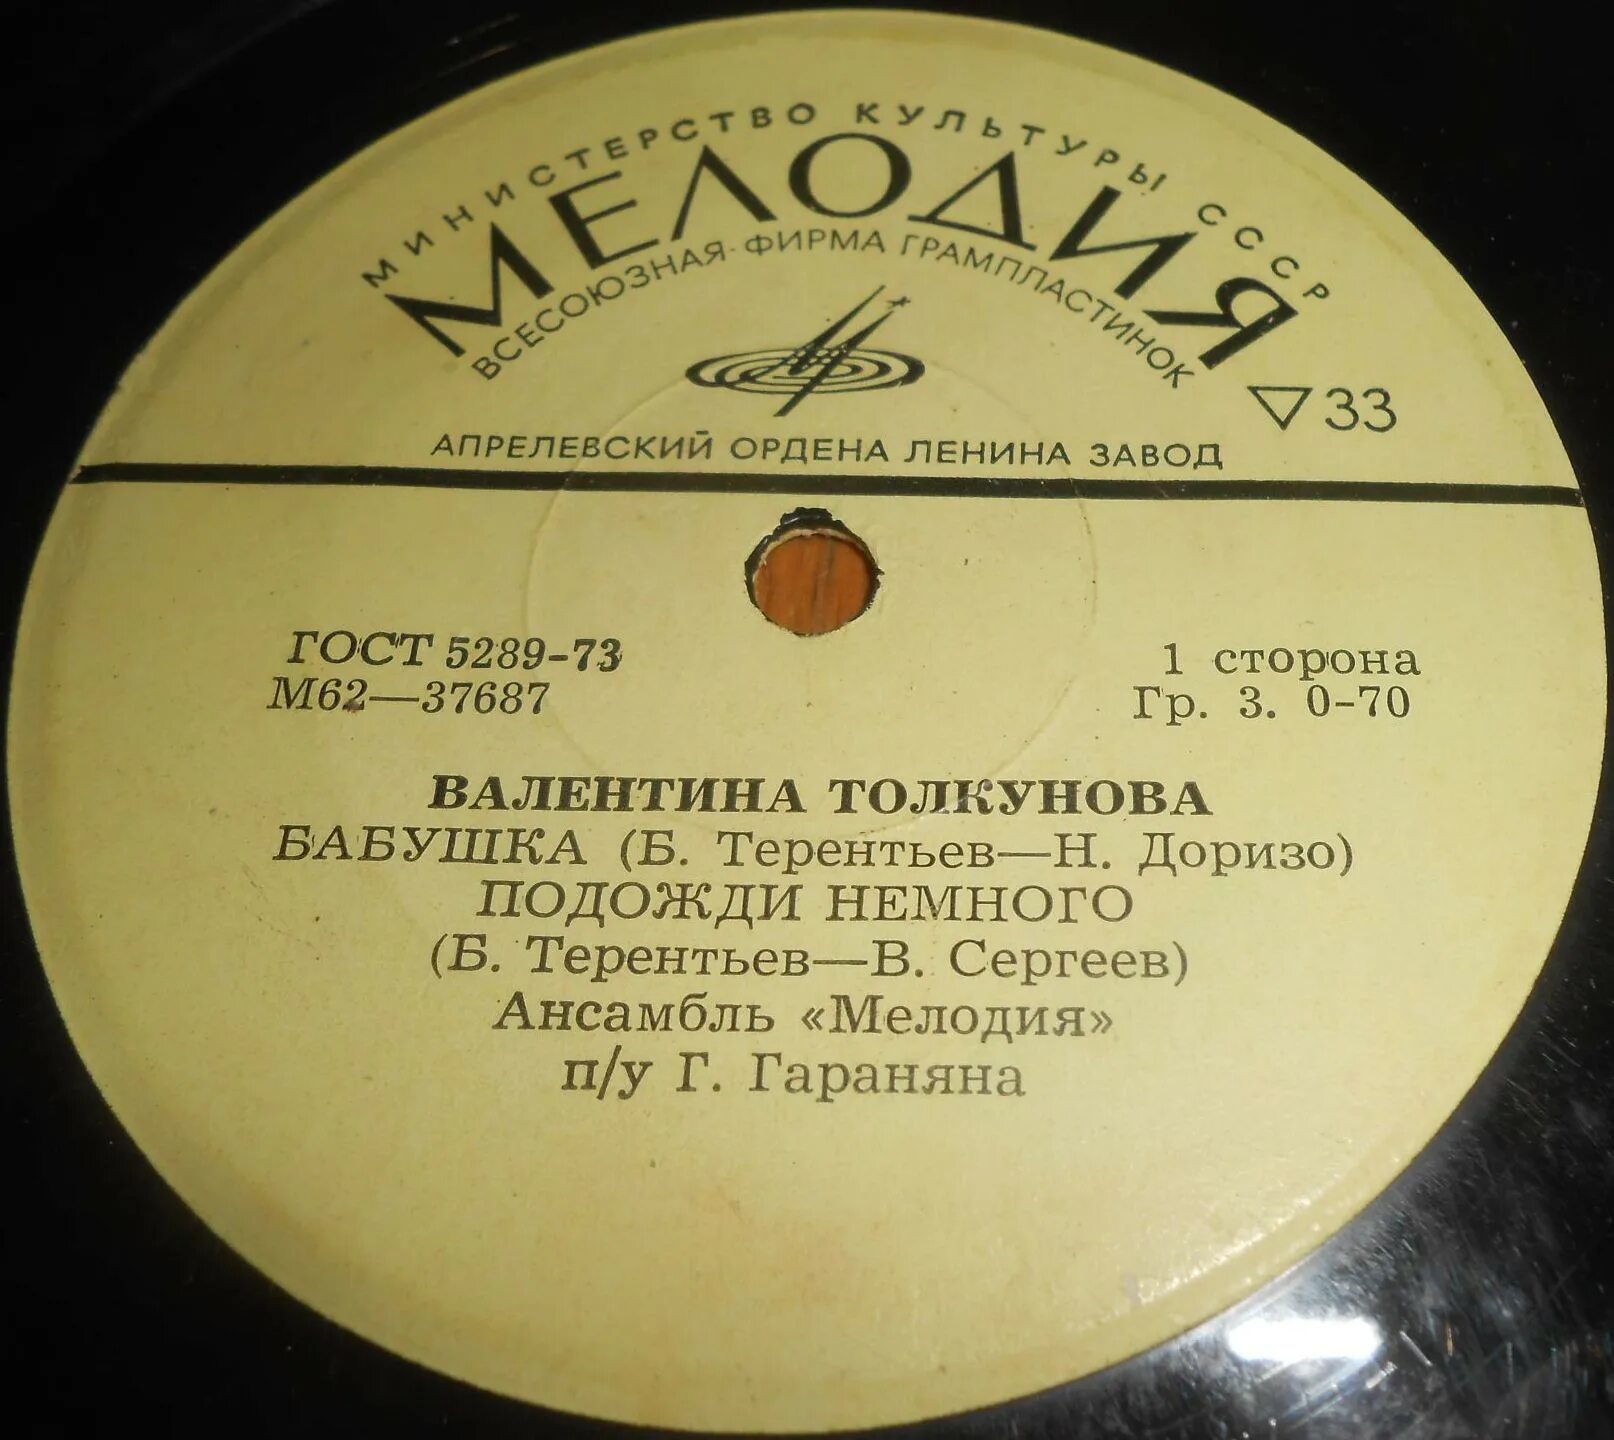 МИНИСТЕРСТВО КУЛЬТУРЫ СССР
МЕЛОДИЯ
ВСЕСОЮЗНАЯ ФИРМА ГРАМПЛАСТИНОК
▽33
АПРЕЛЕВСКИЙ ОРДЕНА ЛЕНИНА ЗАВОД
ГОСТ 5289-73
М62—37687
1 сторона
Гр. 3. 0-70
ВАЛЕНТИНА ТОЛКУНОВА
БАБУШКА (Б. Терентьев—Н. Доризо)
ПОДОЖДИ НЕМНОГО
(Б. Терентьев—В. Сергеев)
Ансамбль «Мелодия»
п/у Г. Гараняна